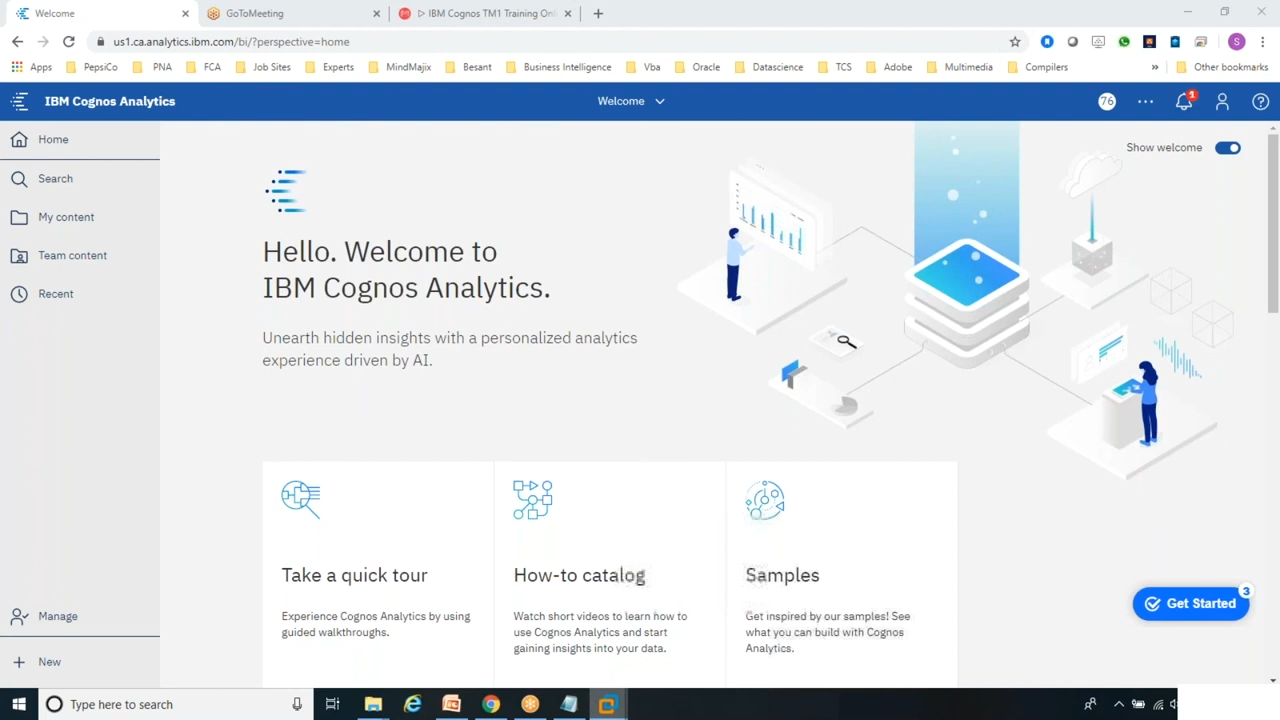 Welcome
GoToMeeting
▷ IBM Cognos TM1 Training Onl
us1.ca.analytics.ibm.com/bi/?perspective=home
S
Apps
PepsiCo
PNA
FCA
Job Sites
Experts
MindMajix
Besant
Business Intelligence
Vba
Oracle
Datascience
TCS
Adobe
Multimedia
Compilers
»
Other bookmarks
IBM Cognos Analytics
Welcome
76
1
Home
Show welcome
Search
My content
Team content
Recent
Hello. Welcome to
IBM Cognos Analytics.
Unearth hidden insights with a personalized analytics
experience driven by AI.
Take a quick tour
Experience Cognos Analytics by using
guided walkthroughs.
How-to catalog
Watch short videos to learn how to
use Cognos Analytics and start
gaining insights into your data.
Samples
Get inspired by our samples! See
what you can build with Cognos
Analytics.
3
Get Started
Manage
New
Type here to search